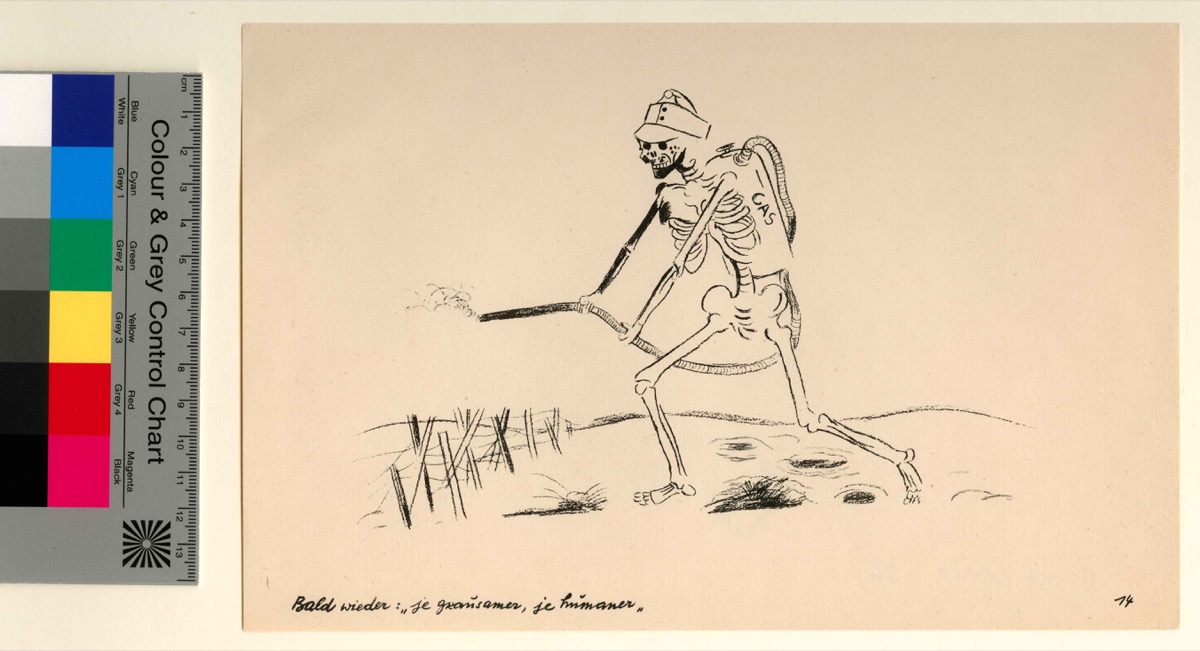 Colour & Grey Control Chart
Blue Cyan Green Yellow Red Magenta
White Grey 1 Grey 2 Grey 3 Grey 4 Black
cm 1 2 3 4 5 6 7 8 9 10 11 12 13
GAS
Bald wieder: „je grausamer, je humaner„
14